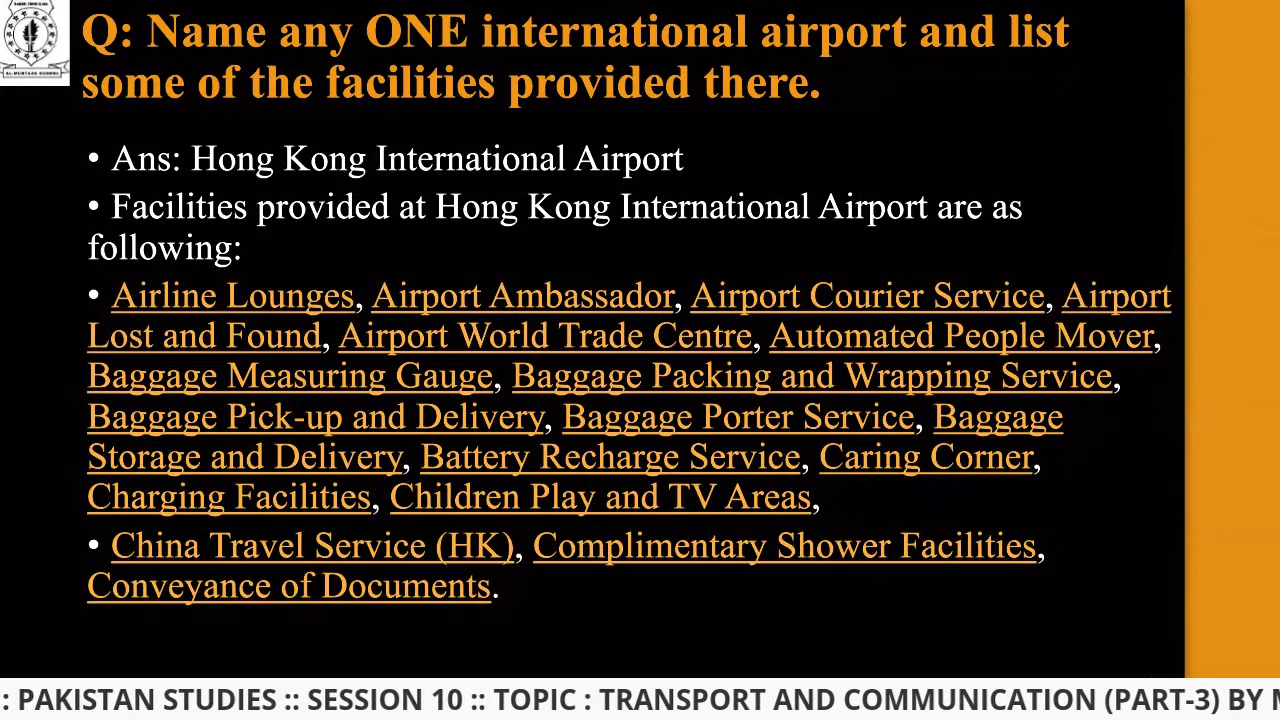 Q: Name any ONE international airport and list
some of the facilities provided there.
• Ans: Hong Kong International Airport
• Facilities provided at Hong Kong International Airport are as
following:
• Airline Lounges, Airport Ambassador, Airport Courier Service, Airport
Lost and Found, Airport World Trade Centre, Automated People Mover,
Baggage Measuring Gauge, Baggage Packing and Wrapping Service,
Baggage Pick-up and Delivery, Baggage Porter Service, Baggage
Storage and Delivery, Battery Recharge Service, Caring Corner,
Charging Facilities, Children Play and TV Areas,
• China Travel Service (HK), Complimentary Shower Facilities,
Conveyance of Documents.
: PAKISTAN STUDIES :: SESSION 10 :: TOPIC : TRANSPORT AND COMMUNICATION (PART-3) BY